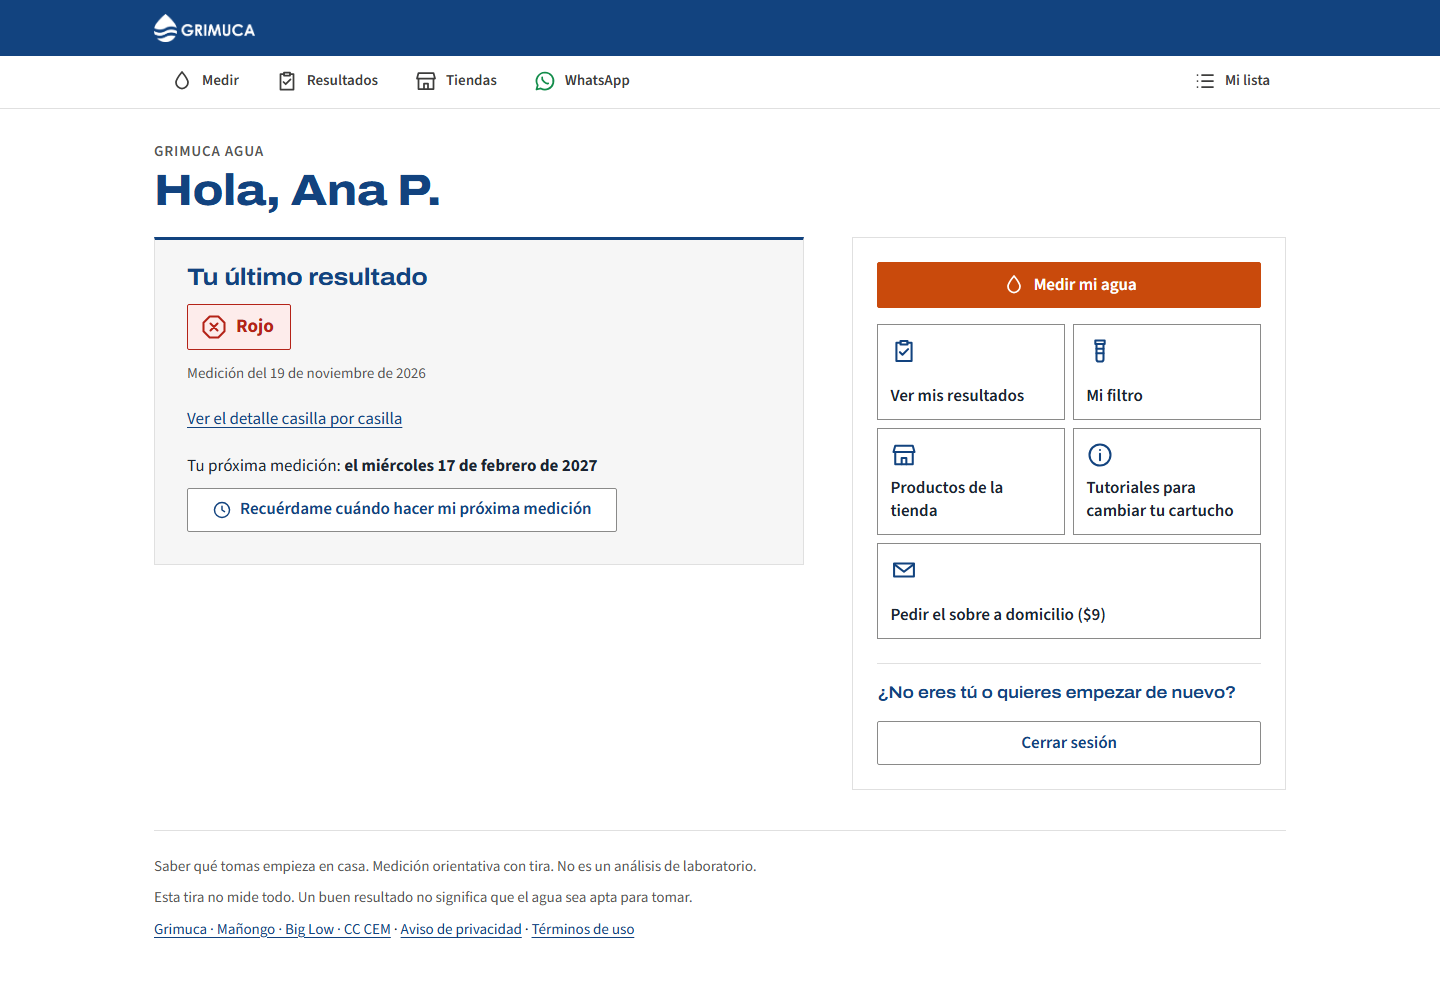 GRIMUCA
Medir
Resultados
Tiendas
WhatsApp
Mi lista
GRIMUCA AGUA
Hola, Ana P.
Tu último resultado
Rojo
Medición del 19 de noviembre de 2026
Ver el detalle casilla por casilla
Tu próxima medición: el miércoles 17 de febrero de 2027
Recuérdame cuándo hacer mi próxima medición
Medir mi agua
Ver mis resultados
Mi filtro
Productos de la
tienda
Tutoriales para
cambiar tu cartucho
Pedir el sobre a domicilio ($9)
¿No eres tú o quieres empezar de nuevo?
Cerrar sesión
Saber qué tomas empieza en casa. Medición orientativa con tira. No es un análisis de laboratorio.
Esta tira no mide todo. Un buen resultado no significa que el agua sea apta para tomar.
Grimuca · Mañongo · Big Low · CC CEM · Aviso de privacidad · Términos de uso